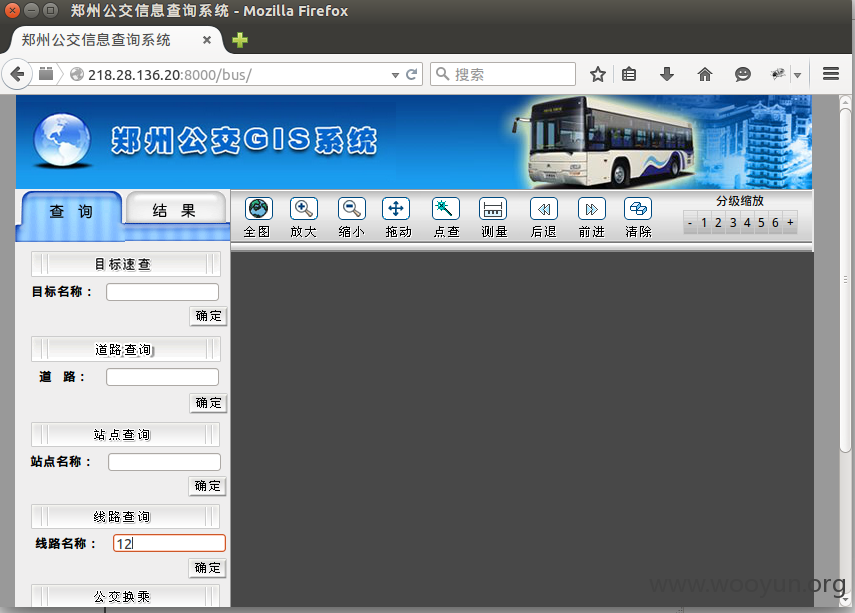 郑州公交信息查询系统 - Mozilla Firefox
郑州公交信息查询系统
218.28.136.20:8000/bus/
搜索
郑州公交GIS系统
查 询
结 果
全图 放大 缩小 拖动 点查 测量 后退 前进 清除
分级缩放
- 1 2 3 4 5 6 +
目标速查
目标名称：
确定
道路查询
道 路：
确定
站点查询
站点名称：
确定
线路查询
线路名称：
12
确定
公交换乘
www.wooyun.org